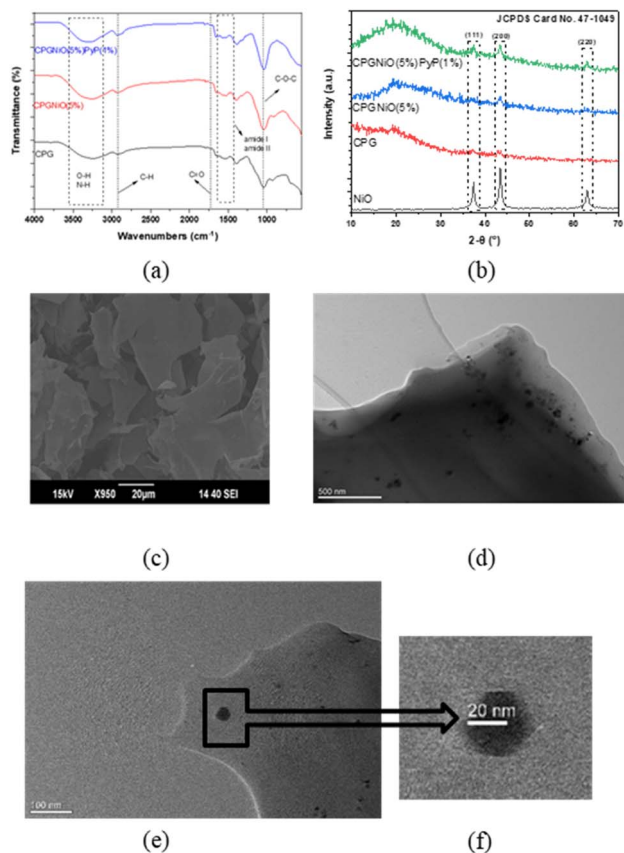 (a)
Transmittance (%)
CPGNiO(5%)PyP(1%)
CPGNiO(5%)
CPG
C-O-C
amide I
amide II
O-H
N-H
C-H
C=O
4000 3500 3000 2500 2000 1500 1000
Wavenumbers (cm⁻¹)
(a)
(b)
JCPDS Card No. 47-1049
(111) (200) (220)
Intensity (a.u.)
CPGNiO(5%)PyP(1%)
CPGNiO(5%)
CPG
NiO
10 20 30 40 50 60 70
2-θ (°)
(b)
15kV X950 20µm 14 40 SEI
(c)
500 nm
(d)
100 nm
(e)
20 nm
(f)